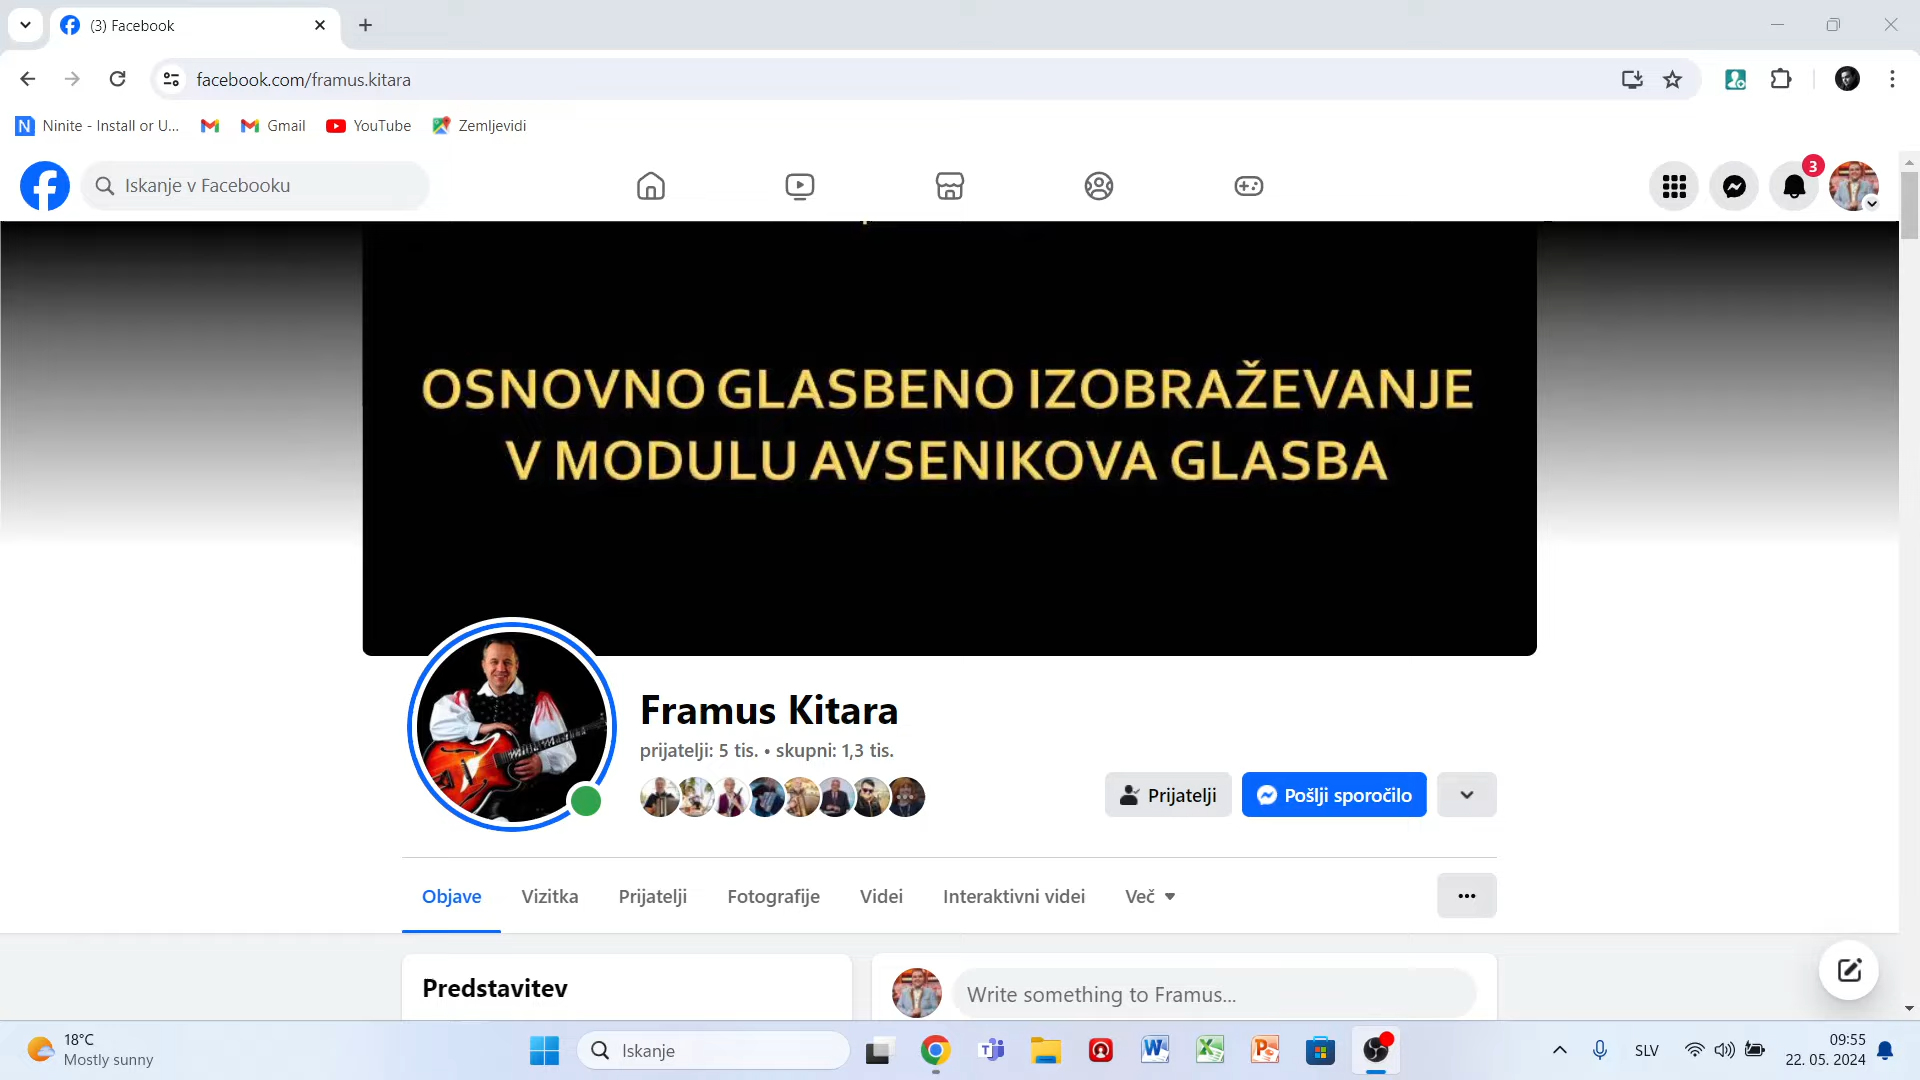 (3) Facebook
facebook.com/framus.kitara
Ninite - Install or U...
Gmail
YouTube
Zemljevidi
Iskanje v Facebooku
3
OSNOVNO GLASBENO IZOBRAŽEVANJE
V MODULU AVSENIKOVA GLASBA
Framus Kitara
prijatelji: 5 tis. • skupni: 1,3 tis.
Prijatelji
Pošlji sporočilo
Objave
Vizitka
Prijatelji
Fotografije
Videi
Interaktivni videi
Več
Predstavitev
Write something to Framus...
18°C
Mostly sunny
Iskanje
SLV
09:55
22. 05. 2024